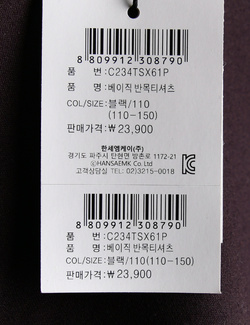 8 809912 308790
품 번:C234TSX61P
품 명:베이직 반목티셔츠
COL/SIZE:블랙/110
(110-150)
판매가격:₩23,900
한세엠케이(주)
경기도 파주시 탄현면 방촌로 1172-21
ⓒHANSAEMK Co. Ltd
고객상담실 TEL: 02)3215-0018
8 809912 308790
품 번:C234TSX61P
품 명:베이직 반목티셔츠
COL/SIZE:블랙/110(110-150)
판매가격:₩23,900